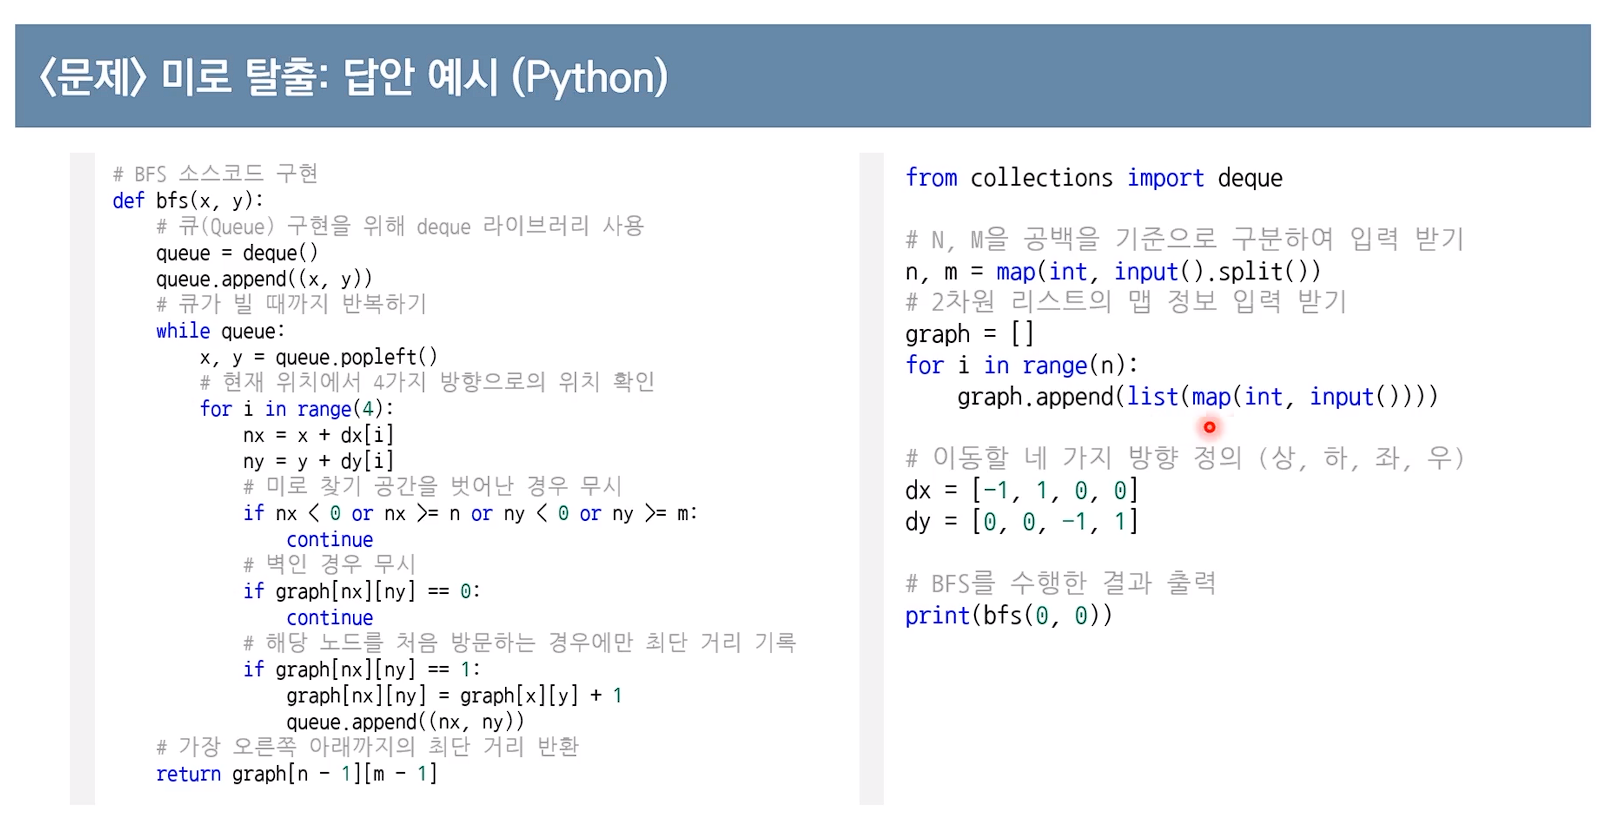 <문제> 미로 탈출: 답안 예시 (Python)
# BFS 소스코드 구현
def bfs(x, y):
    # 큐(Queue) 구현을 위해 deque 라이브러리 사용
    queue = deque()
    queue.append((x, y))
    # 큐가 빌 때까지 반복하기
    while queue:
        x, y = queue.popleft()
        # 현재 위치에서 4가지 방향으로의 위치 확인
        for i in range(4):
            nx = x + dx[i]
            ny = y + dy[i]
            # 미로 찾기 공간을 벗어난 경우 무시
            if nx < 0 or nx >= n or ny < 0 or ny >= m:
                continue
            # 벽인 경우 무시
            if graph[nx][ny] == 0:
                continue
            # 해당 노드를 처음 방문하는 경우에만 최단 거리 기록
            if graph[nx][ny] == 1:
                graph[nx][ny] = graph[x][y] + 1
                queue.append((nx, ny))
    # 가장 오른쪽 아래까지의 최단 거리 반환
    return graph[n - 1][m - 1]
from collections import deque
# N, M을 공백을 기준으로 구분하여 입력 받기
n, m = map(int, input().split())
# 2차원 리스트의 맵 정보 입력 받기
graph = []
for i in range(n):
    graph.append(list(map(int, input())))
# 이동할 네 가지 방향 정의 (상, 하, 좌, 우)
dx = [-1, 1, 0, 0]
dy = [0, 0, -1, 1]
# BFS를 수행한 결과 출력
print(bfs(0, 0))